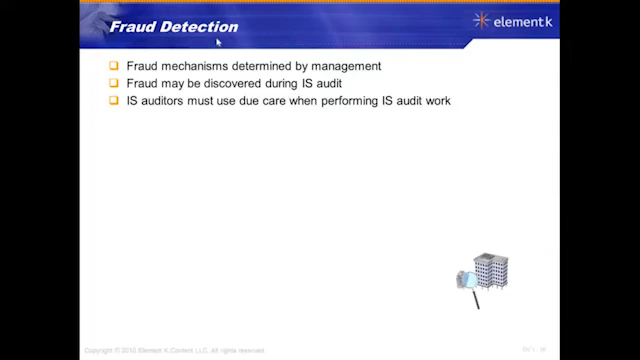 Fraud Detection
element k
Fraud mechanisms determined by management
Fraud may be discovered during IS audit
IS auditors must use due care when performing IS audit work
Copyright © 2010 Element K Content LLC. All rights reserved.